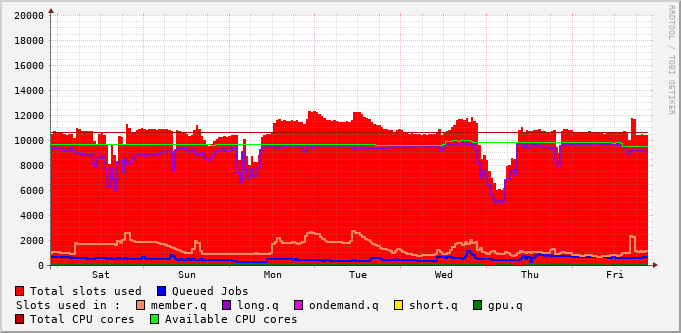 20000
18000
16000
14000
12000
10000
8000
6000
4000
2000
0
Sat Sun Mon Tue Wed Thu Fri
RRDTOOL / TOBI OETIKER
Total slots used Queued Jobs
Slots used in : member.q long.q ondemand.q short.q gpu.q
Total CPU cores Available CPU cores